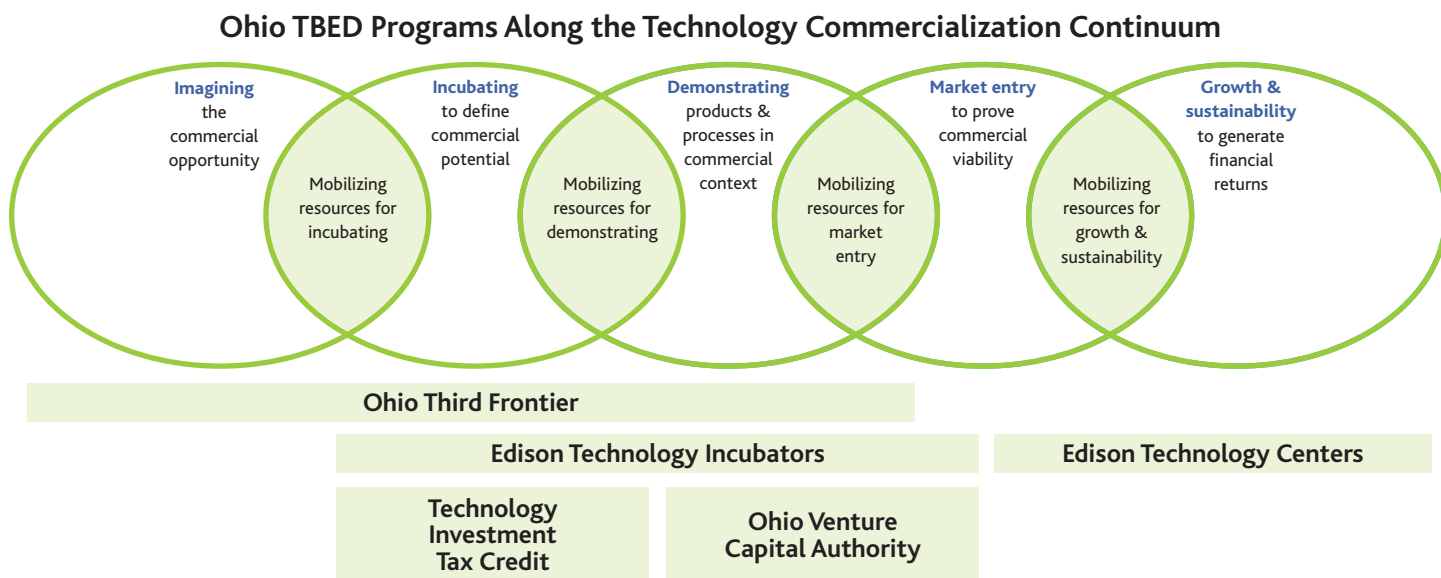 Ohio TBED Programs Along the Technology Commercialization Continuum
Imagining
the
commercial
opportunity
Mobilizing
resources for
incubating
Incubating
to define
commercial
potential
Mobilizing
resources for
demonstrating
Demonstrating
products &
processes in
commercial
context
Mobilizing
resources for
market
entry
Market entry
to prove
commercial
viability
Mobilizing
resources for
growth &
sustainability
Growth &
sustainability
to generate
financial
returns
Ohio Third Frontier
Edison Technology Incubators
Edison Technology Centers
Technology
Investment
Tax Credit
Ohio Venture
Capital Authority